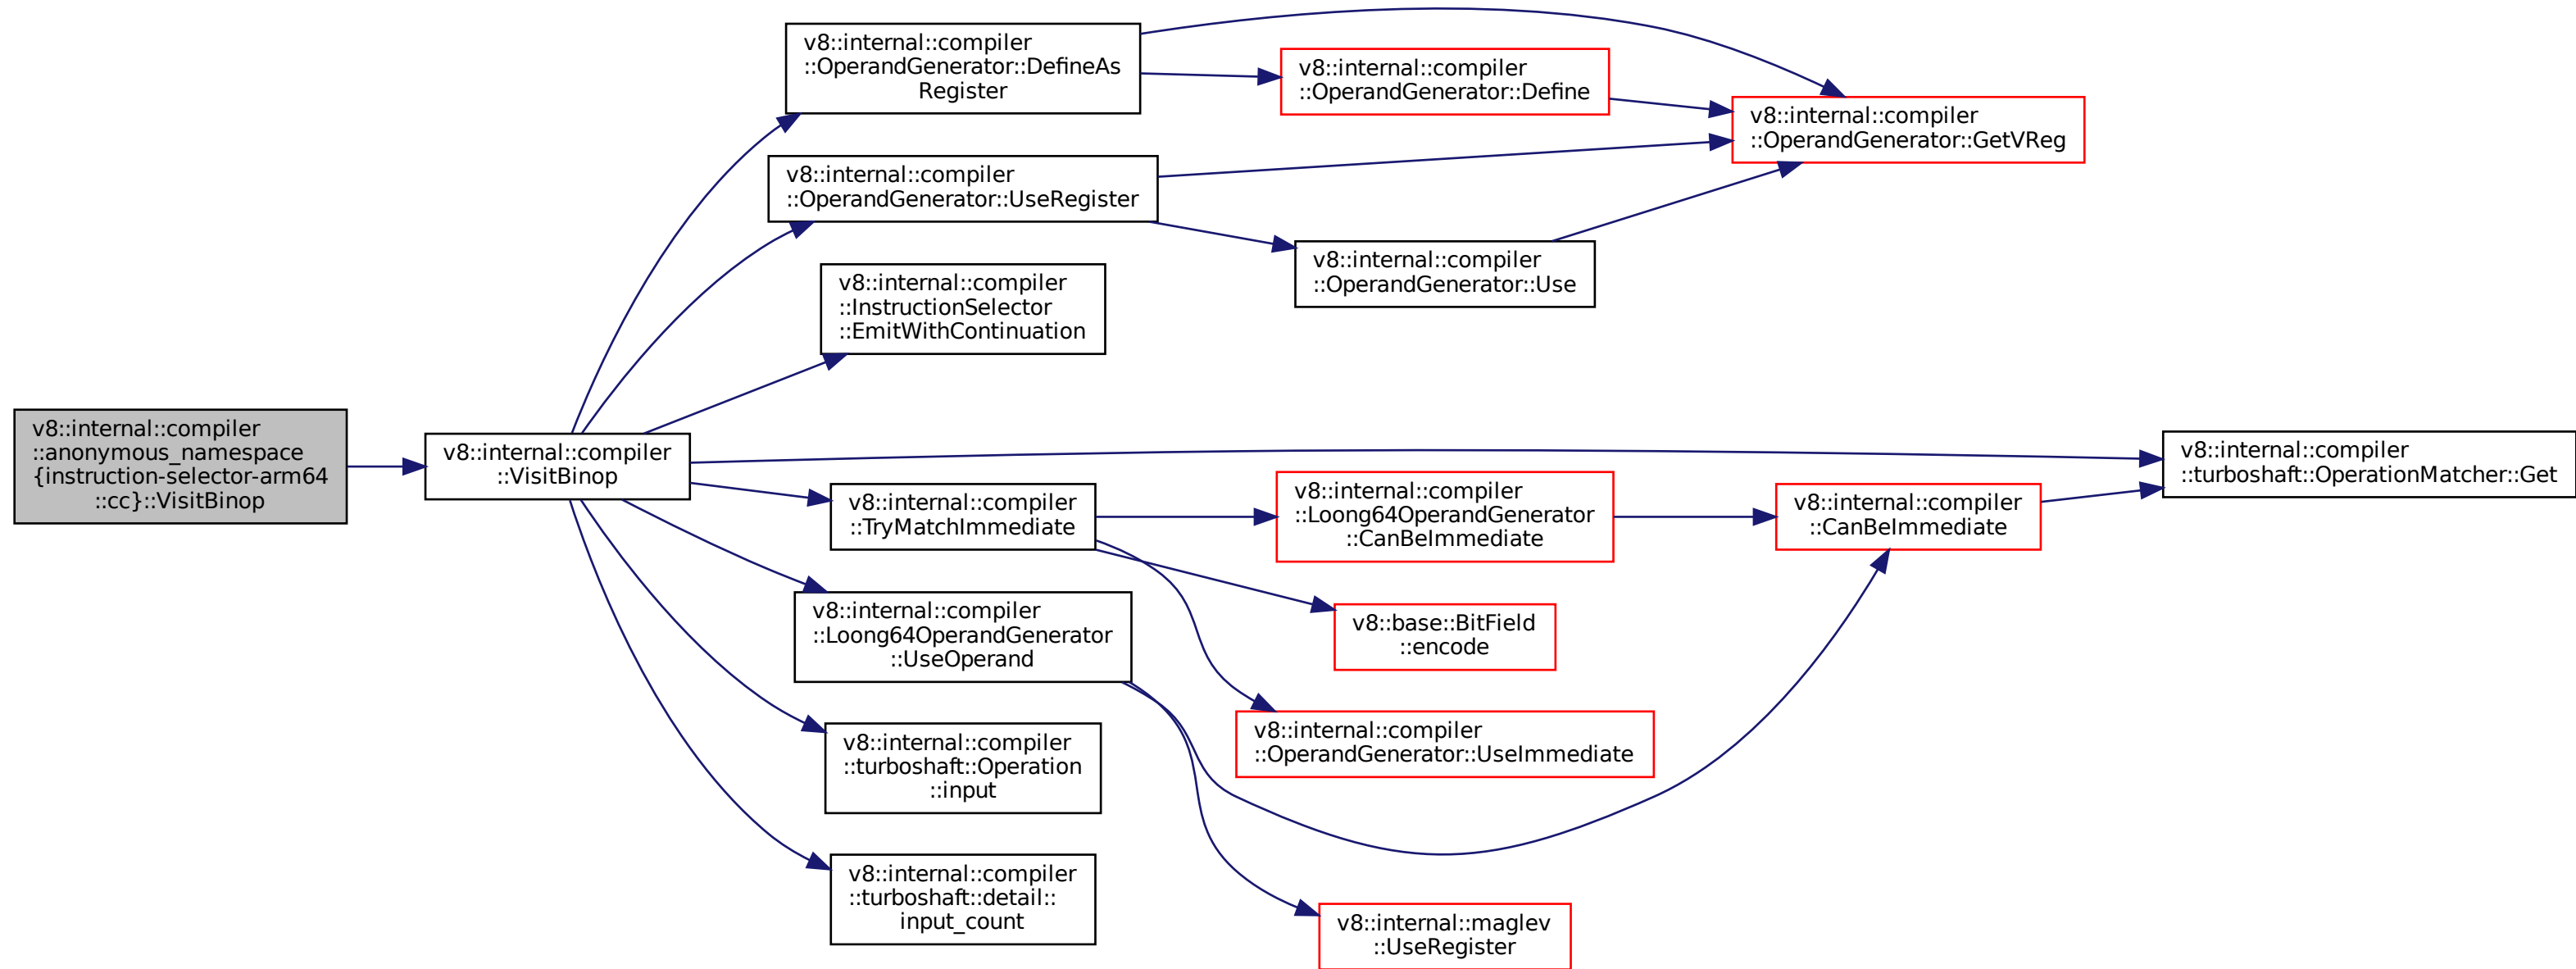 v8::internal::compiler
::anonymous_namespace
{instruction-selector-arm64
::cc}::VisitBinop
v8::internal::compiler
::VisitBinop
v8::internal::compiler
::OperandGenerator::DefineAs
Register
v8::internal::compiler
::OperandGenerator::Define
v8::internal::compiler
::OperandGenerator::GetVReg
v8::internal::compiler
::OperandGenerator::UseRegister
v8::internal::compiler
::OperandGenerator::Use
v8::internal::compiler
::InstructionSelector
::EmitWithContinuation
v8::internal::compiler
::turboshaft::OperationMatcher::Get
v8::internal::compiler
::TryMatchImmediate
v8::internal::compiler
::Loong64OperandGenerator
::CanBeImmediate
v8::internal::compiler
::CanBeImmediate
v8::base::BitField
::encode
v8::internal::compiler
::OperandGenerator::UseImmediate
v8::internal::compiler
::Loong64OperandGenerator
::UseOperand
v8::internal::maglev
::UseRegister
v8::internal::compiler
::turboshaft::Operation
::input
v8::internal::compiler
::turboshaft::detail::
input_count